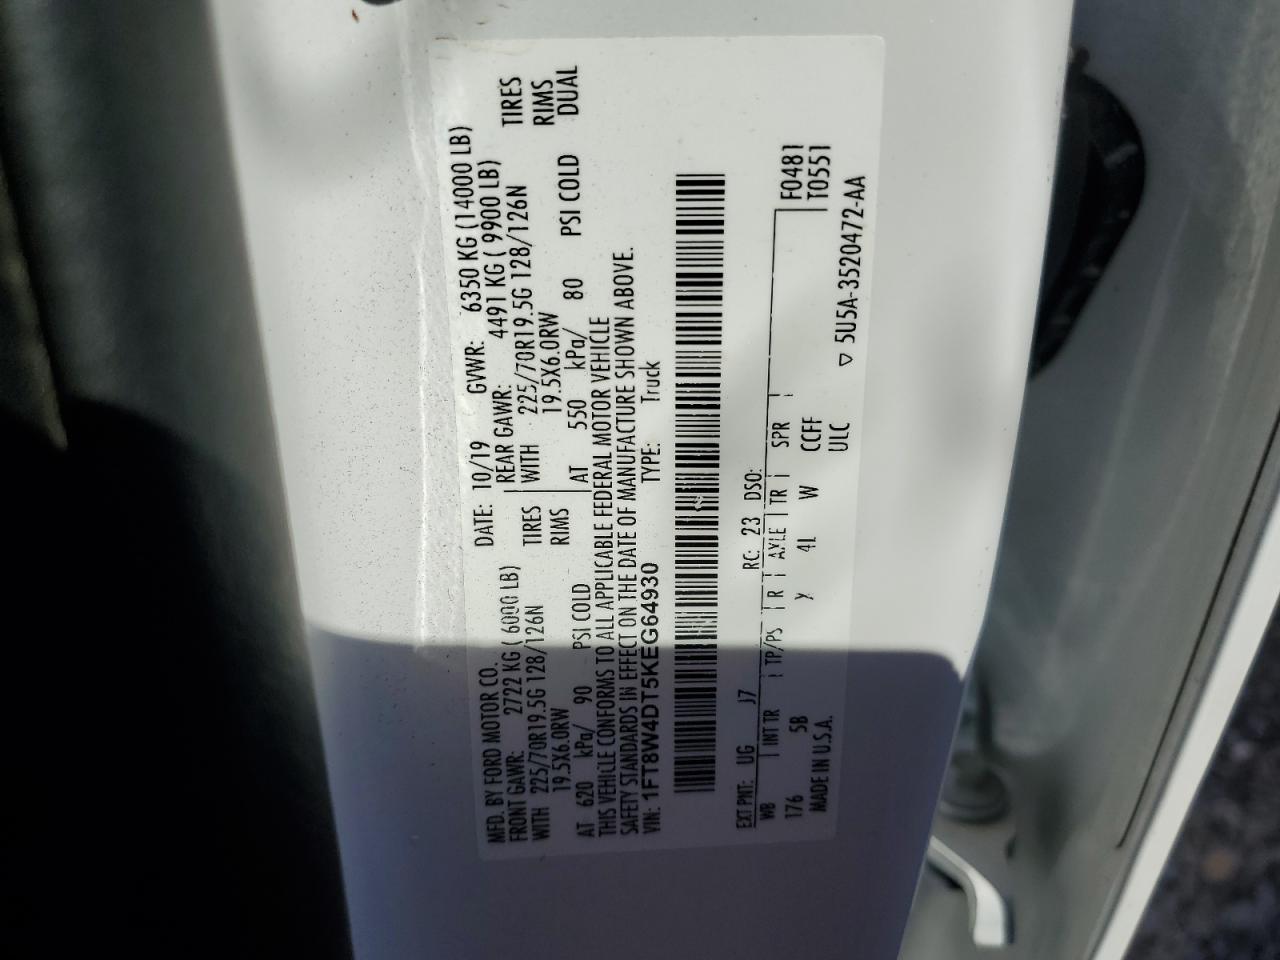 MFD. BY FORD MOTOR CO.
DATE: 10/19 GVWR: 6350 KG (14000 LB)
FRONT GAWR: 2722 KG ( 6000 LB) REAR GAWR: 4491 KG ( 9900 LB)
WITH 225/70R19.5G 128/126N TIRES WITH 225/70R19.5G 128/126N TIRES
19.5X6.0RW RIMS 19.5X6.0RW RIMS
AT 620 kPa/ 90 PSI COLD AT 550 kPa/ 80 PSI COLD DUAL
THIS VEHICLE CONFORMS TO ALL APPLICABLE FEDERAL MOTOR VEHICLE
SAFETY STANDARDS IN EFFECT ON THE DATE OF MANUFACTURE SHOWN ABOVE.
VIN: 1FT8W4DT5KEG64930 TYPE: Truck
EXT PNT: UG J7 RC: 23 DSO:
WB INT TR TP/PS R AXLE TR SPR F0481
176 5B y 4L W CCFF T0551
MADE IN U.S.A. ULC
▽ 5U5A-3520472-AA